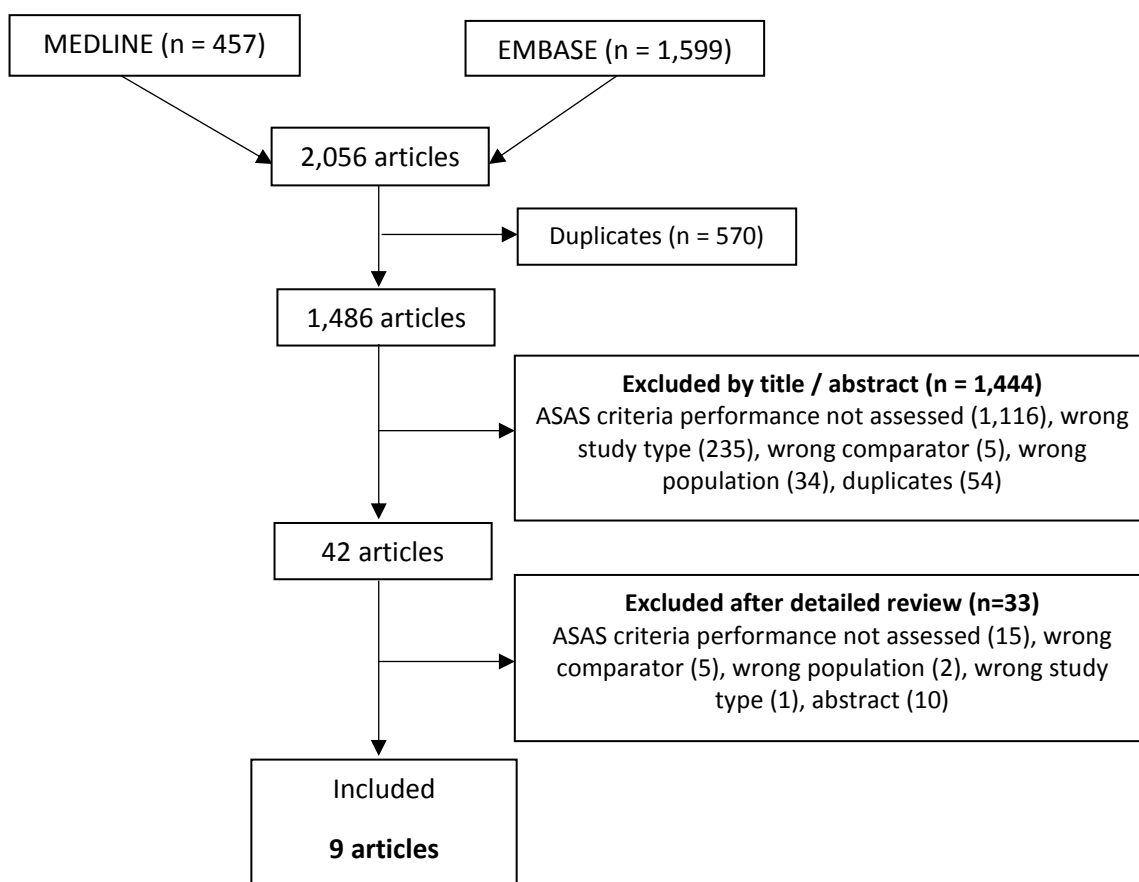 MEDLINE (n = 457)
EMBASE (n = 1,599)
2,056 articles
Duplicates (n = 570)
1,486 articles
Excluded by title / abstract (n = 1,444)
ASAS criteria performance not assessed (1,116), wrong
study type (235), wrong comparator (5), wrong
population (34), duplicates (54)
42 articles
Excluded after detailed review (n=33)
ASAS criteria performance not assessed (15), wrong
comparator (5), wrong population (2), wrong study
type (1), abstract (10)
Included
9 articles